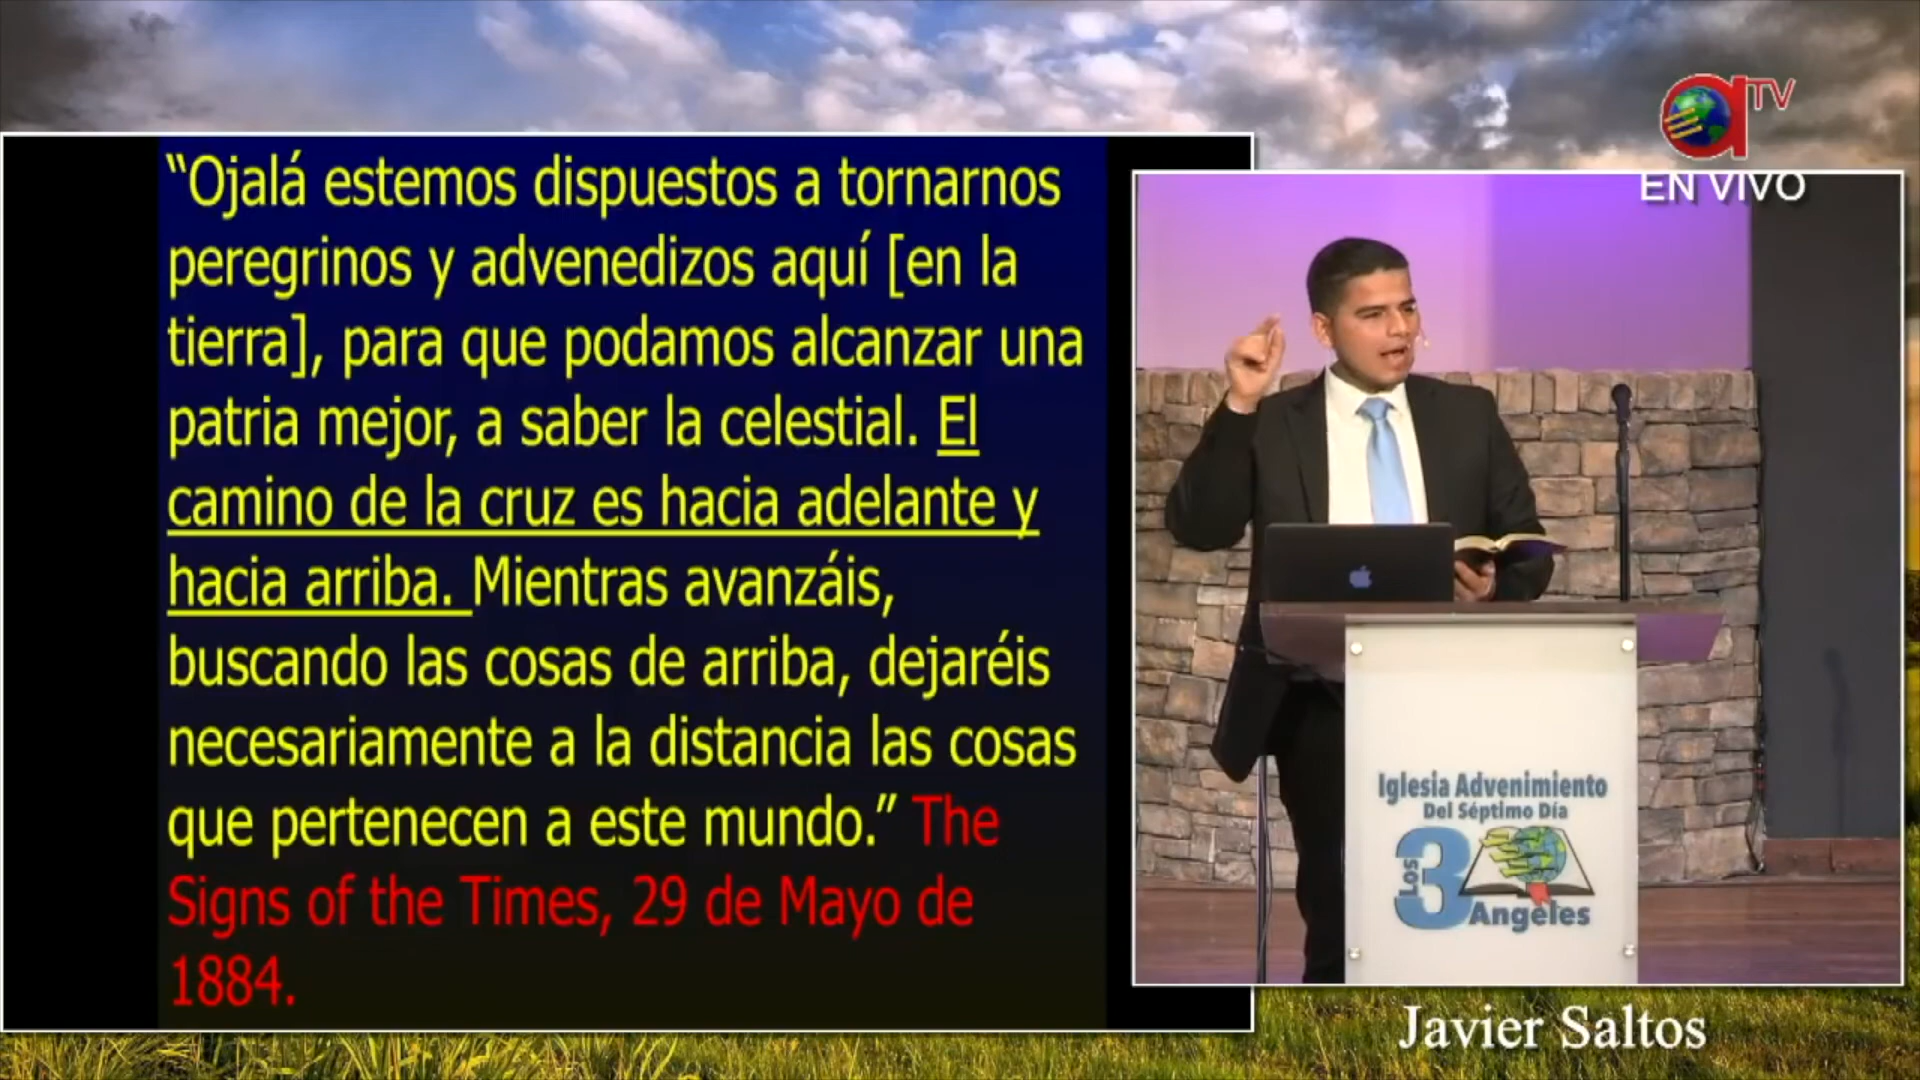 “Ojalá estemos dispuestos a tornarnos
peregrinos y advenedizos aquí [en la
tierra], para que podamos alcanzar una
patria mejor, a saber la celestial. El
camino de la cruz es hacia adelante y
hacia arriba. Mientras avanzáis,
buscando las cosas de arriba, dejaréis
necesariamente a la distancia las cosas
que pertenecen a este mundo.” The
Signs of the Times, 29 de Mayo de
1884.
a TV
EN VIVO
Iglesia Advenimiento
Del Séptimo Día
Los 3
Angeles
Javier Saltos